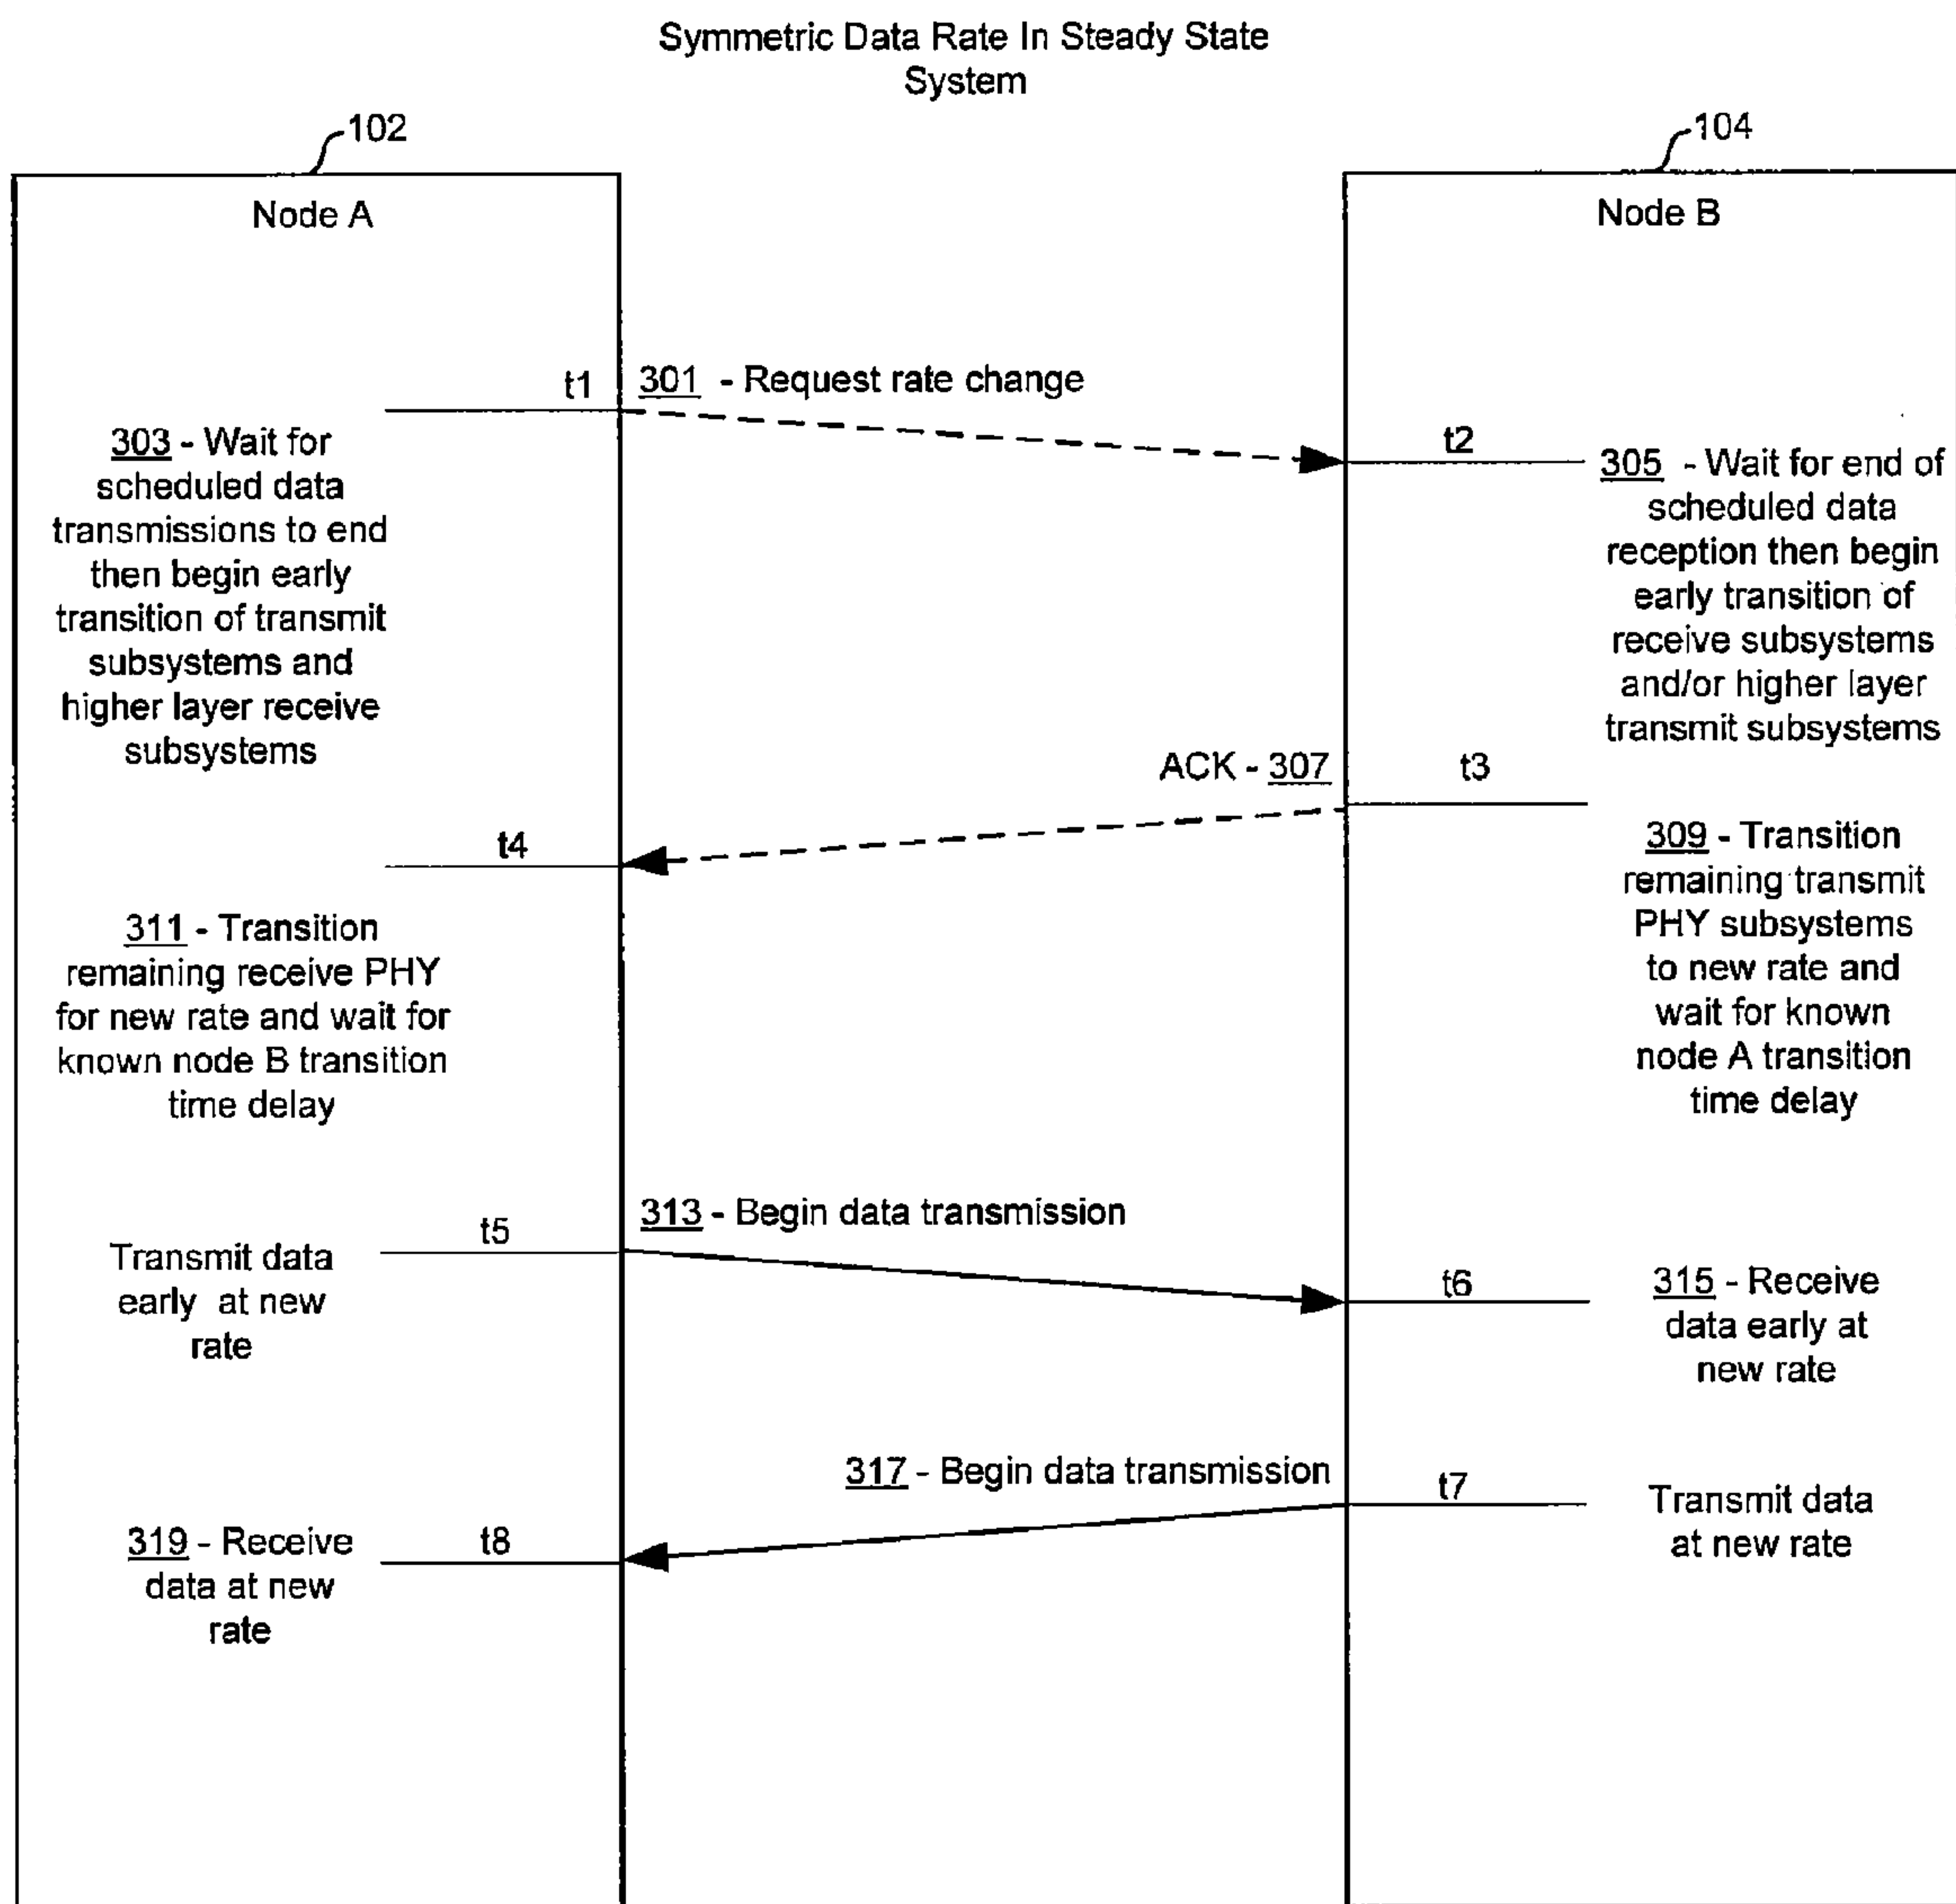 Symmetric Data Rate In Steady State
System
102
104
Node A
Node B
t1
301 - Request rate change
303 - Wait for
scheduled data
transmissions to end
then begin early
transition of transmit
subsystems and
higher layer receive
subsystems
t2
305 - Wait for end of
scheduled data
reception then begin
early transition of
receive subsystems
and/or higher layer
transmit subsystems
ACK - 307
t3
t4
309 - Transition
remaining transmit
PHY subsystems
to new rate and
wait for known
node A transition
time delay
311 - Transition
remaining receive PHY
for new rate and wait for
known node B transition
time delay
t5
313 - Begin data transmission
Transmit data
early at new
rate
t6
315 - Receive
data early at
new rate
317 - Begin data transmission
t7
Transmit data
at new rate
319 - Receive
data at new
rate
t8